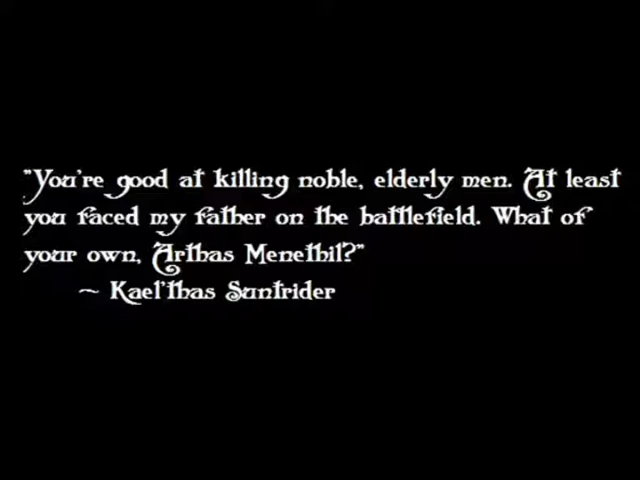 "You're good at killing noble, elderly men. At least
you faced my father on the battlefield. What of
your own, Arthas Menethil?"
~ Kael'thas Suntrider